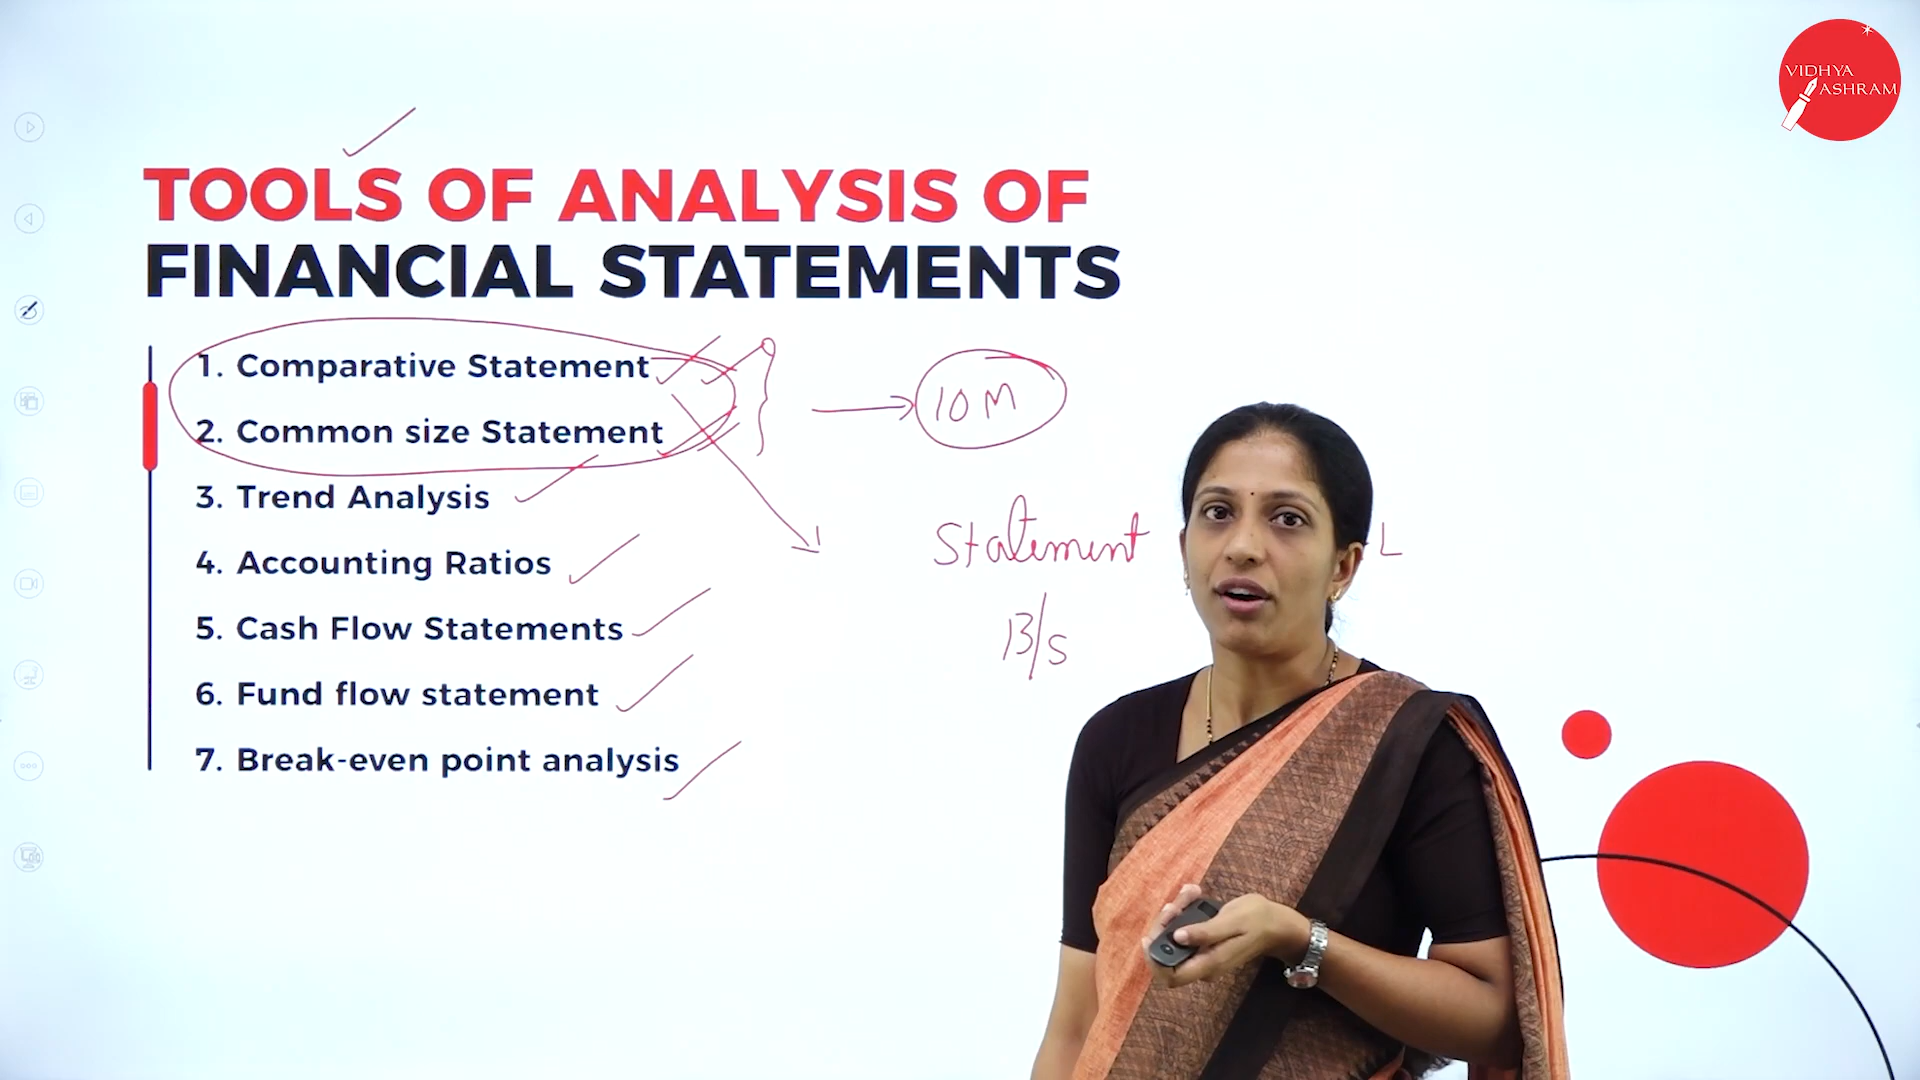 VIDHYA
ASHRAM
TOOLS OF ANALYSIS OF
FINANCIAL STATEMENTS
1. Comparative Statement
2. Common size Statement
3. Trend Analysis
4. Accounting Ratios
5. Cash Flow Statements
6. Fund flow statement
7. Break-even point analysis
10 M
Statement L
B/S